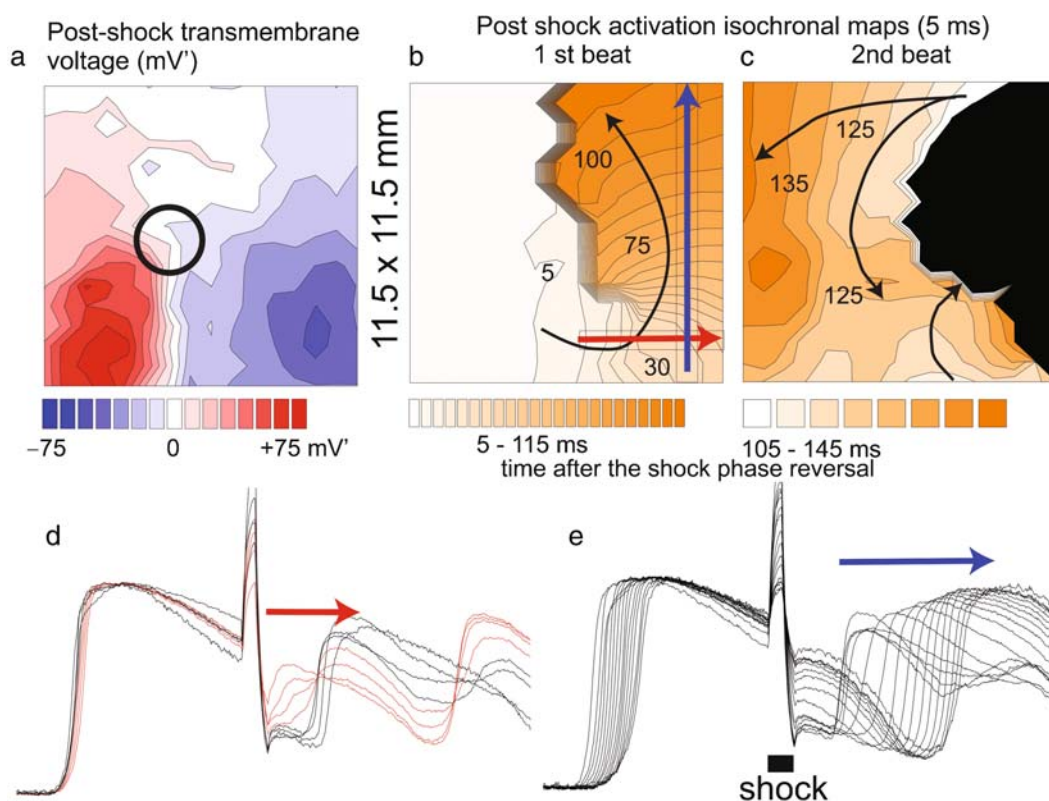 Post-shock transmembrane
voltage (mV')
a
Post shock activation isochronal maps (5 ms)
b
1 st beat
c
2nd beat
11.5 x 11.5 mm
100
75
5
30
125
135
125
−75
0
+75 mV'
5 - 115 ms
105 - 145 ms
time after the shock phase reversal
d
e
shock